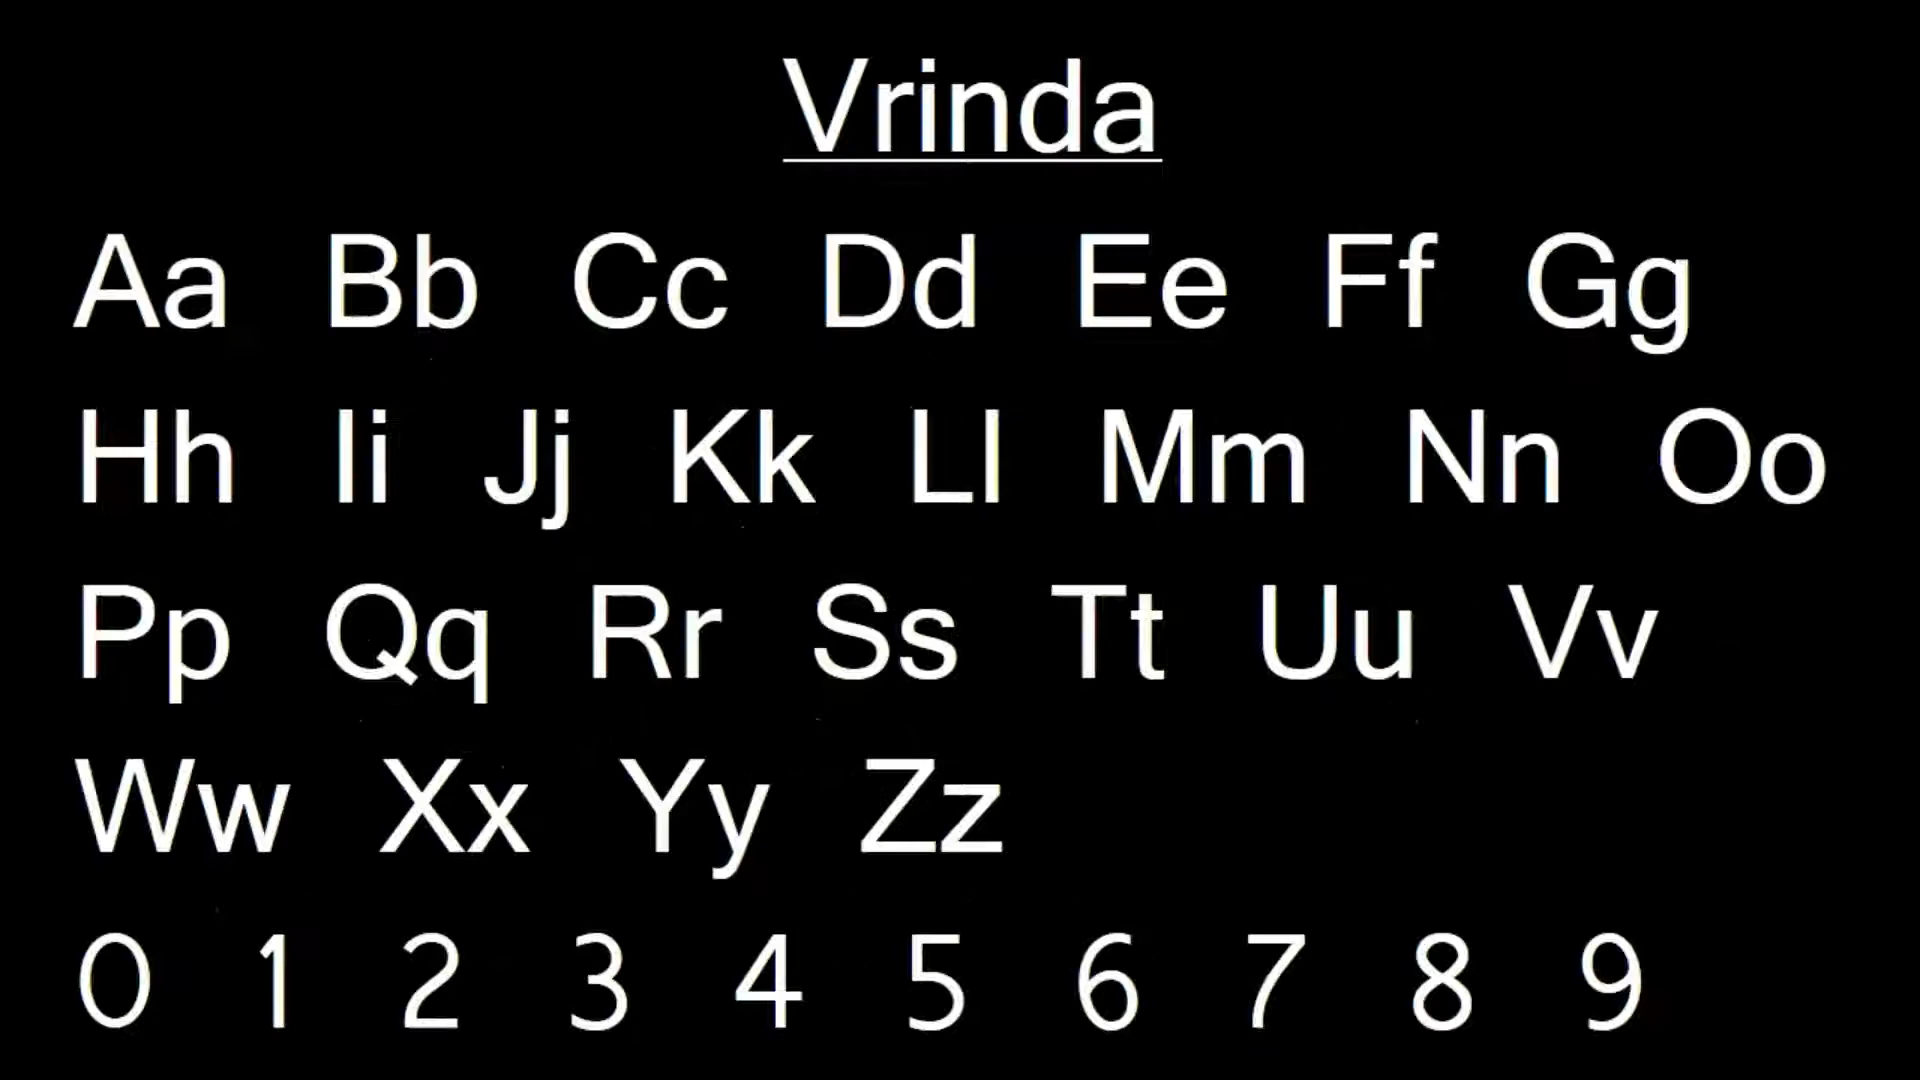 Vrinda
Aa Bb Cc Dd Ee Ff Gg
Hh Ii Jj Kk Ll Mm Nn Oo
Pp Qq Rr Ss Tt Uu Vv
Ww Xx Yy Zz
0 1 2 3 4 5 6 7 8 9